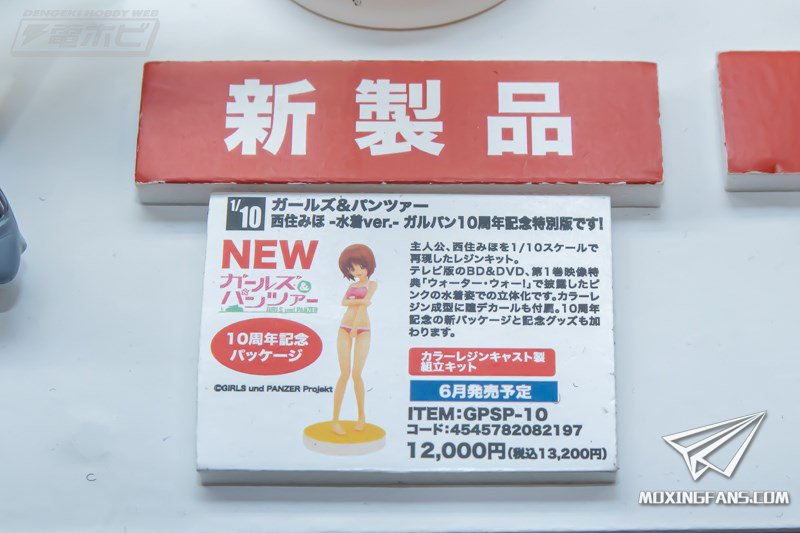 DENGEKI HOBBY WEB
電ホビ
新製品
1/10
ガールズ&パンツァー
西住みほ -水着ver.- ガルパン10周年記念特別版です!
NEW
ガールズ&
パンツァー
GIRLS und PANZER
10周年記念
パッケージ
©GIRLS und PANZER Projekt
主人公、西住みほを1/10スケールで
再現したレジンキット。
テレビ版のBD&DVD、第1巻映像特
典「ウォーター・ウォー!」で披露したピ
ンクの水着姿での立体化です。カラーレ
ジン成型に瞳デカールも付属。10周年
記念の新パッケージと記念グッズも加
わります。
カラーレジンキャスト製
組立キット
6月発売予定
ITEM:GPSP-10
コード:4545782082197
12,000円(税込13,200円)
MOXINGFANS.COM